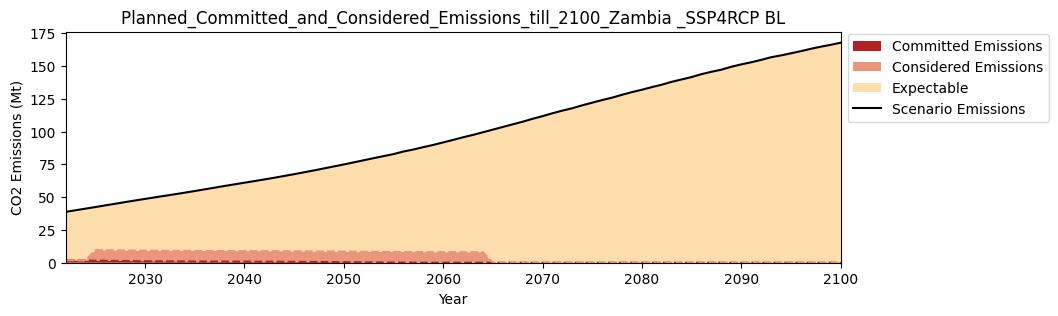 Planned_Committed_and_Considered_Emissions_till_2100_Zambia _SSP4RCP BL
175
150
125
100
75
50
25
0
CO2 Emissions (Mt)
2030
2040
2050
2060
2070
2080
2090
2100
Year
Committed Emissions
Considered Emissions
Expectable
Scenario Emissions